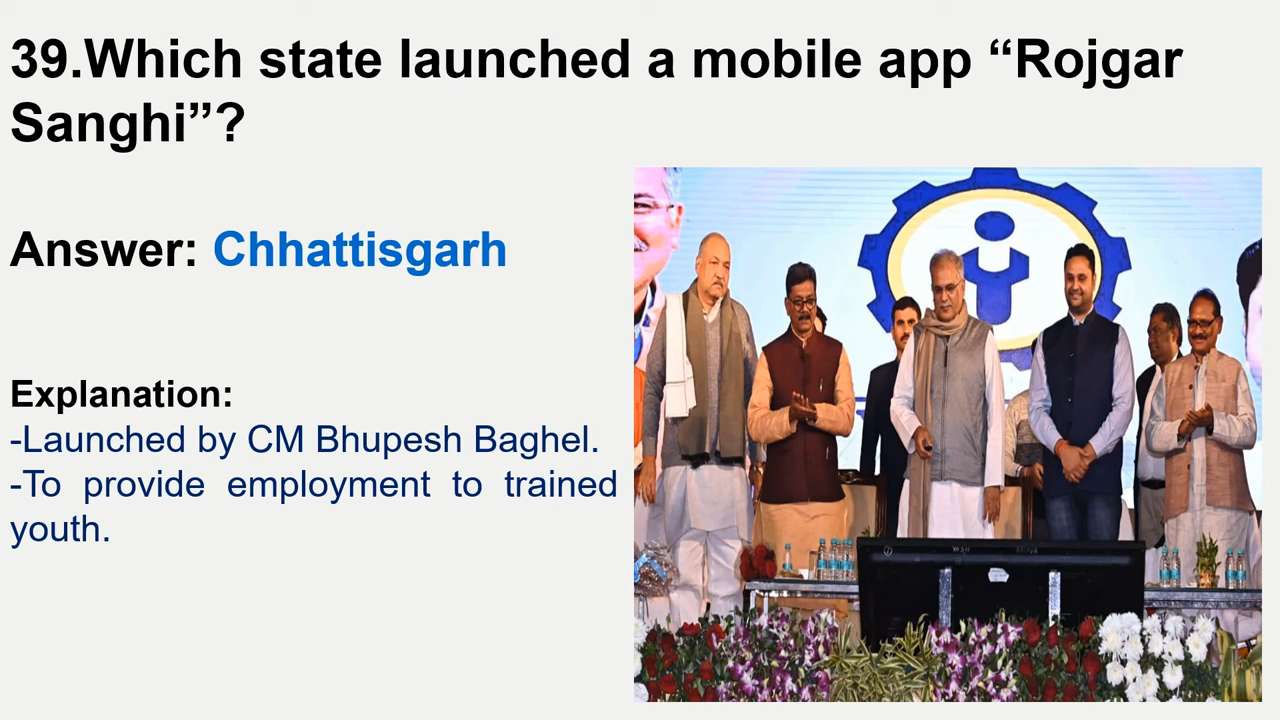 39.Which state launched a mobile app “Rojgar
Sanghi”?
Answer: Chhattisgarh
Explanation:
-Launched by CM Bhupesh Baghel.
-To provide employment to trained
youth.